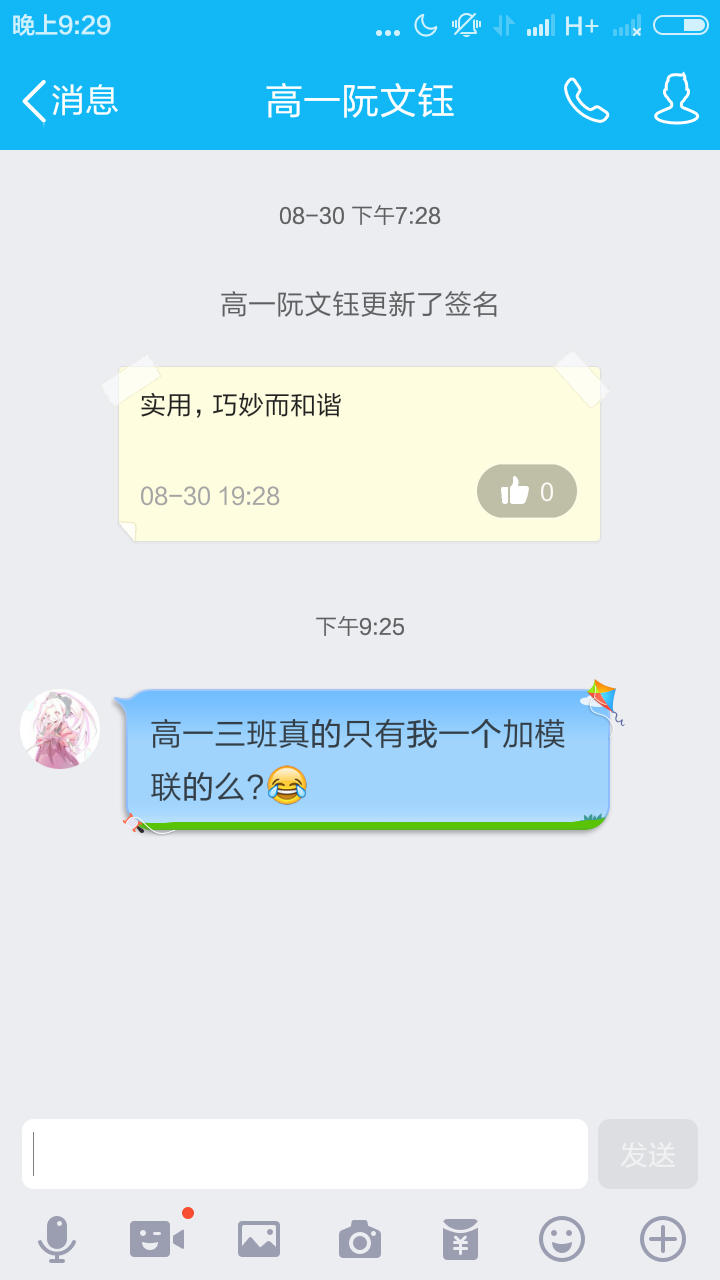 晚上9:29
H+
消息
高一阮文钰
08-30 下午7:28
高一阮文钰更新了签名
实用，巧妙而和谐
08-30 19:28
0
下午9:25
高一三班真的只有我一个加模
联的么?😂
发送